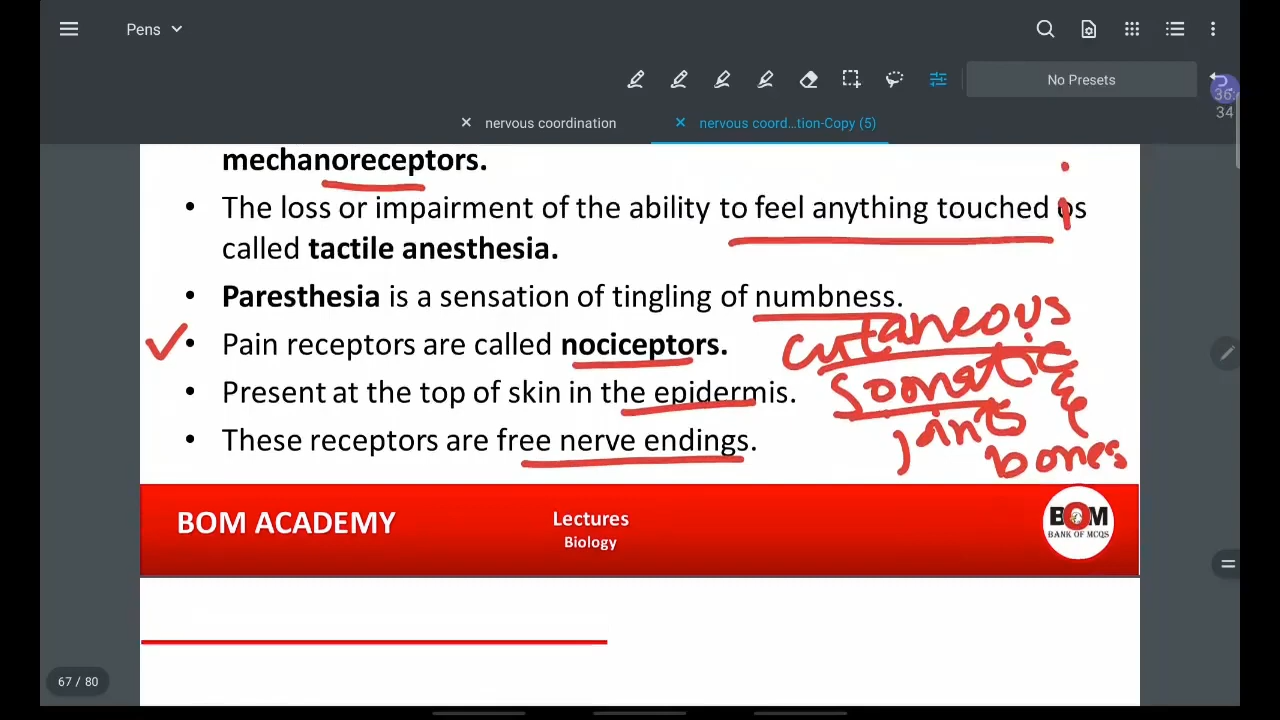 Pens
No Presets
36:
34
× nervous coordination
× nervous coord...tion-Copy (5)
mechanoreceptors.
• The loss or impairment of the ability to feel anything touched is
called tactile anesthesia.
• Paresthesia is a sensation of tingling of numbness.
• Pain receptors are called nociceptors.
• Present at the top of skin in the epidermis.
• These receptors are free nerve endings.
cutaneous
somatic
joints &
bones
BOM ACADEMY
Lectures
Biology
BOM
BANK OF MCQS
67 / 80